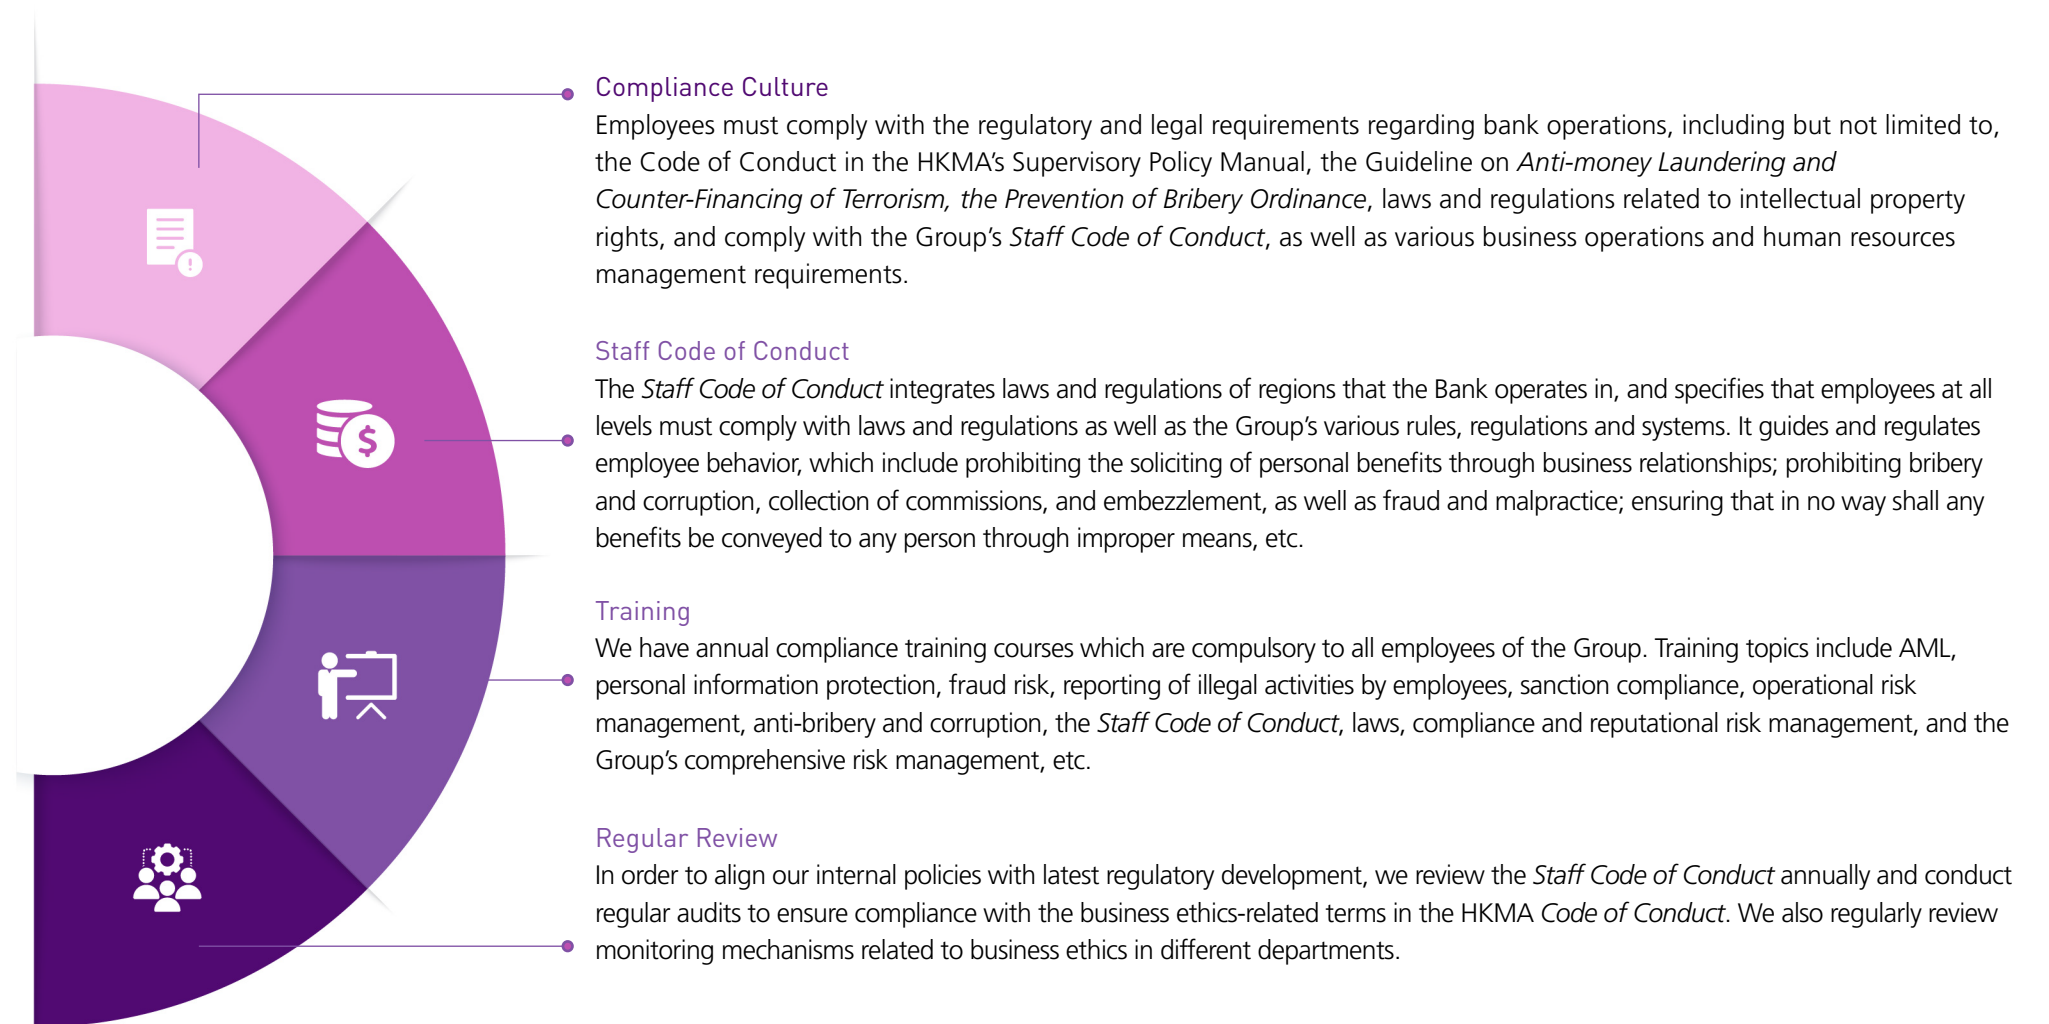 Compliance Culture
Employees must comply with the regulatory and legal requirements regarding bank operations, including but not limited to,
the Code of Conduct in the HKMA’s Supervisory Policy Manual, the Guideline on Anti-money Laundering and
Counter-Financing of Terrorism, the Prevention of Bribery Ordinance, laws and regulations related to intellectual property
rights, and comply with the Group's Staff Code of Conduct, as well as various business operations and human resources
management requirements.
Staff Code of Conduct
The Staff Code of Conduct integrates laws and regulations of regions that the Bank operates in, and specifies that employees at all
levels must comply with laws and regulations as well as the Group’s various rules, regulations and systems. It guides and regulates
employee behavior, which include prohibiting the soliciting of personal benefits through business relationships; prohibiting bribery
and corruption, collection of commissions, and embezzlement, as well as fraud and malpractice; ensuring that in no way shall any
benefits be conveyed to any person through improper means, etc.
Training
We have annual compliance training courses which are compulsory to all employees of the Group. Training topics include AML,
personal information protection, fraud risk, reporting of illegal activities by employees, sanction compliance, operational risk
management, anti-bribery and corruption, the Staff Code of Conduct, laws, compliance and reputational risk management, and the
Group’s comprehensive risk management, etc.
Regular Review
In order to align our internal policies with latest regulatory development, we review the Staff Code of Conduct annually and conduct
regular audits to ensure compliance with the business ethics-related terms in the HKMA Code of Conduct. We also regularly review
monitoring mechanisms related to business ethics in different departments.